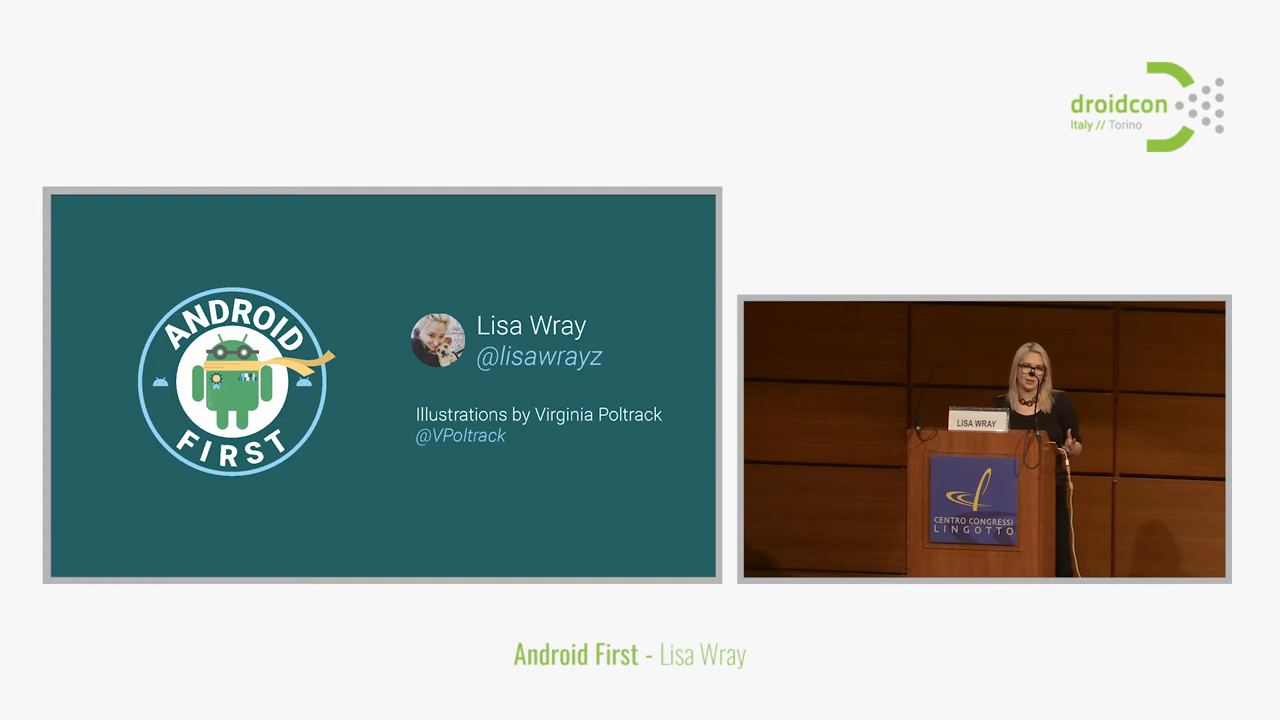 droidcon
Italy // Torino
ANDROID
FIRST
Lisa Wray
@lisawrayz
Illustrations by Virginia Poltrack
@VPoltrack
LISA WRAY
CENTRO CONGRESSI
LINGOTTO
Android First - Lisa Wray